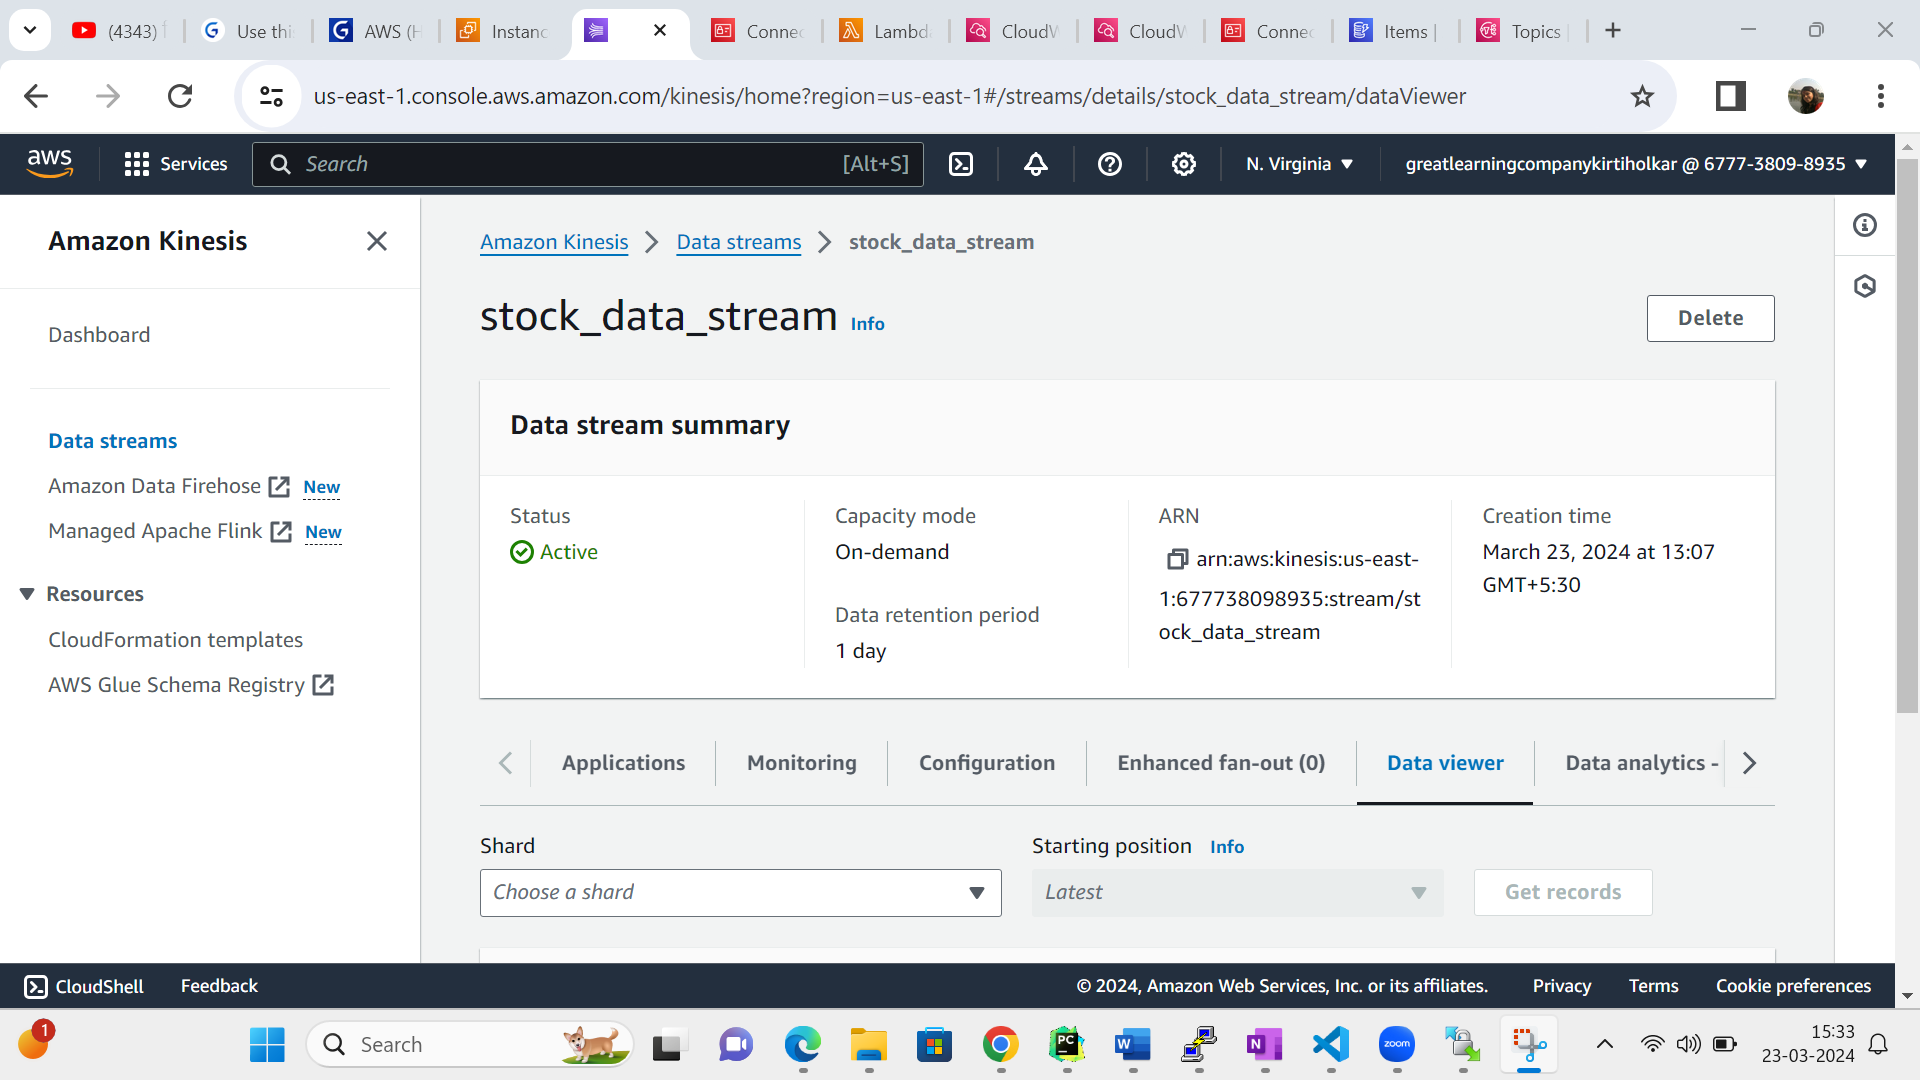 (4343)
Use thi
AWS (H
Instanc
Connec
Lambda
CloudW
CloudW
Connec
Items |
Topics |
us-east-1.console.aws.amazon.com/kinesis/home?region=us-east-1#/streams/details/stock_data_stream/dataViewer
aws
Services
Search
[Alt+S]
N. Virginia
greatlearningcompanykirtiholkar @ 6777-3809-8935
Amazon Kinesis
Dashboard
Data streams
Amazon Data Firehose New
Managed Apache Flink New
Resources
CloudFormation templates
AWS Glue Schema Registry
Amazon Kinesis
Data streams
stock_data_stream
stock_data_stream Info
Delete
Data stream summary
Status
Active
Capacity mode
On-demand
Data retention period
1 day
ARN
arn:aws:kinesis:us-east-
1:677738098935:stream/st
ock_data_stream
Creation time
March 23, 2024 at 13:07
GMT+5:30
Applications
Monitoring
Configuration
Enhanced fan-out (0)
Data viewer
Data analytics -
Shard
Choose a shard
Starting position Info
Latest
Get records
CloudShell
Feedback
© 2024, Amazon Web Services, Inc. or its affiliates.
Privacy
Terms
Cookie preferences
1
Search
PC
W
N
zoom
15:33
23-03-2024